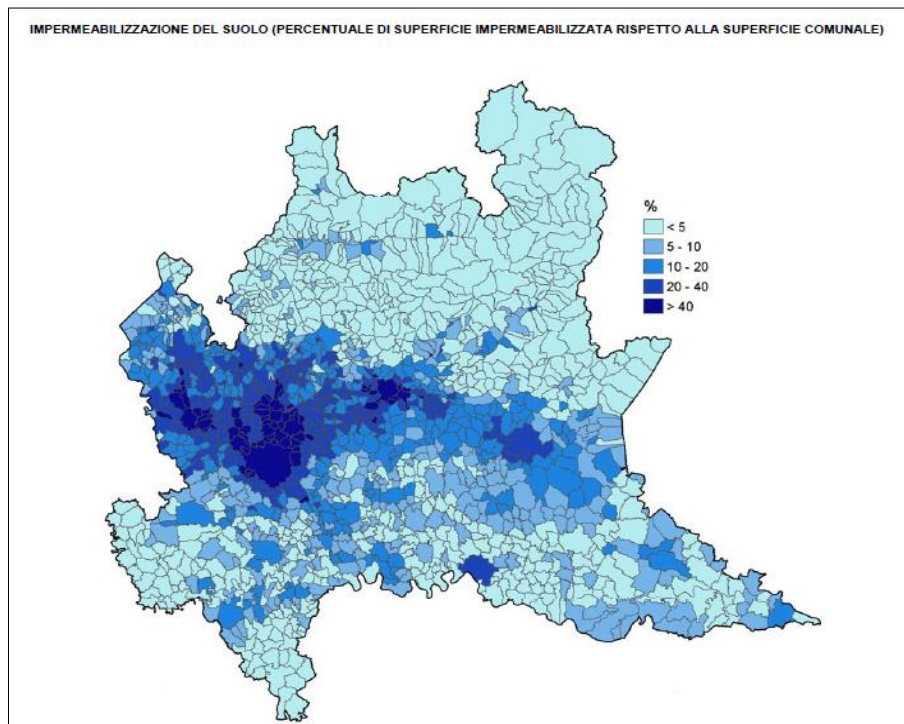 IMPERMEABILIZZAZIONE DEL SUOLO (PERCENTUALE DI SUPERFICIE IMPERMEABILIZZATA RISPETTO ALLA SUPERFICIE COMUNALE)
%
< 5
5 - 10
10 - 20
20 - 40
> 40